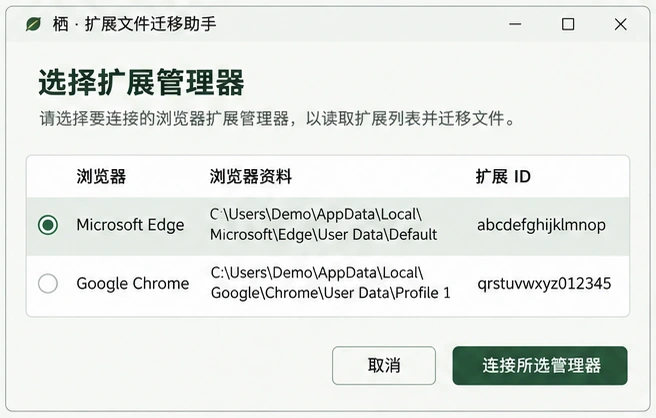 栖 · 扩展文件迁移助手
选择扩展管理器
请选择要连接的浏览器扩展管理器，以读取扩展列表并迁移文件。
浏览器 浏览器资料 扩展 ID
Microsoft Edge C:\Users\Demo\AppData\Local\
Microsoft\Edge\User Data\Default abcdefghijklmnop
Google Chrome C:\Users\Demo\AppData\Local\
Google\Chrome\User Data\Profile 1 qrstuvwxyz012345
取消 连接所选管理器